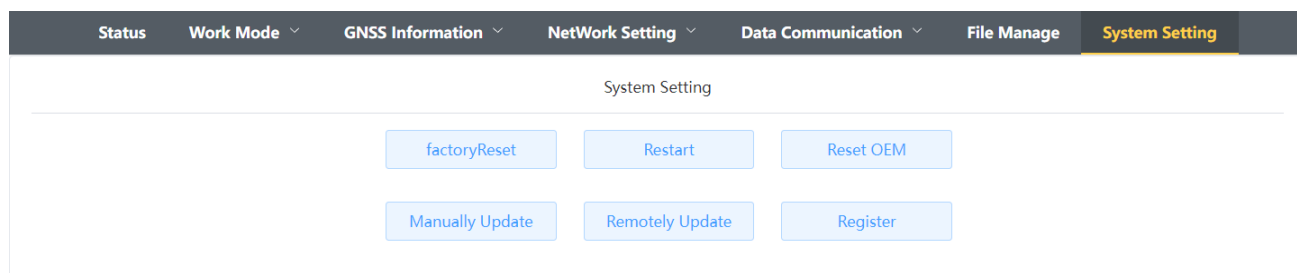 Status Work Mode GNSS Information NetWork Setting Data Communication File Manage System Setting
System Setting
factoryReset Restart Reset OEM
Manually Update Remotely Update Register